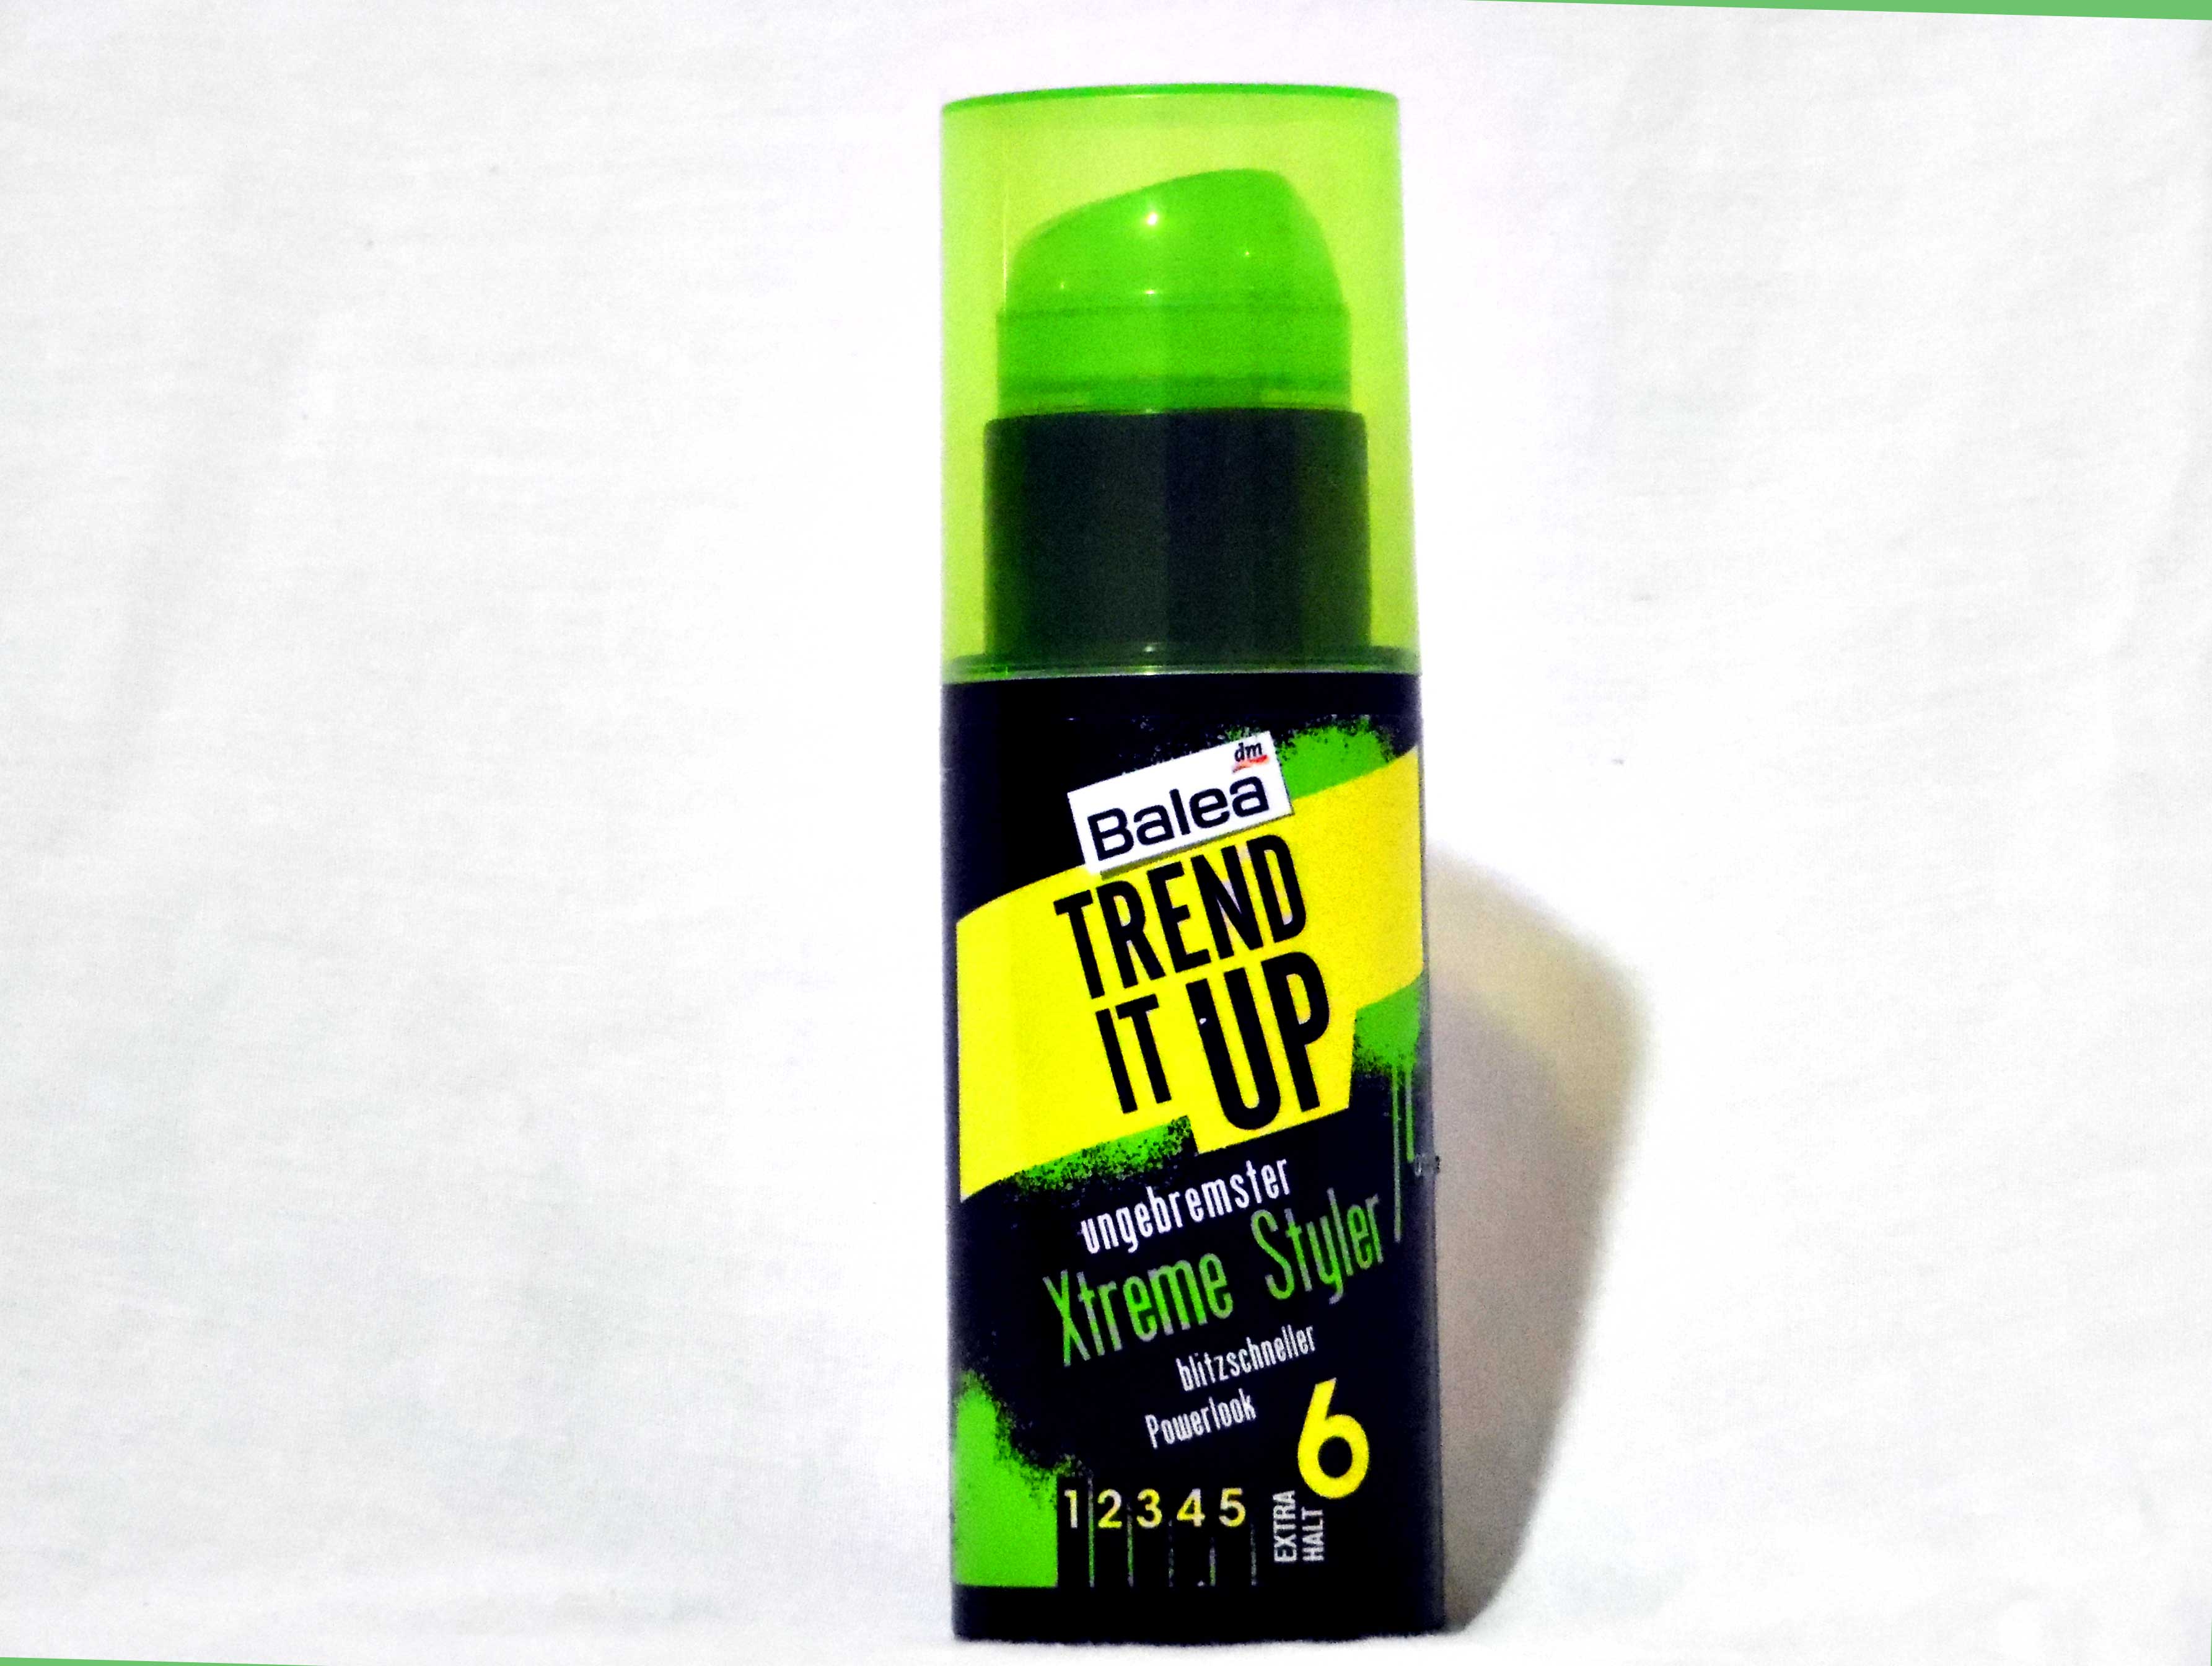 dm
Balea
TREND
IT UP
ungebremster
Xtreme Styler
blitzschneller
Powerlook
1 2 3 4 5 6
EXTRA
HALT